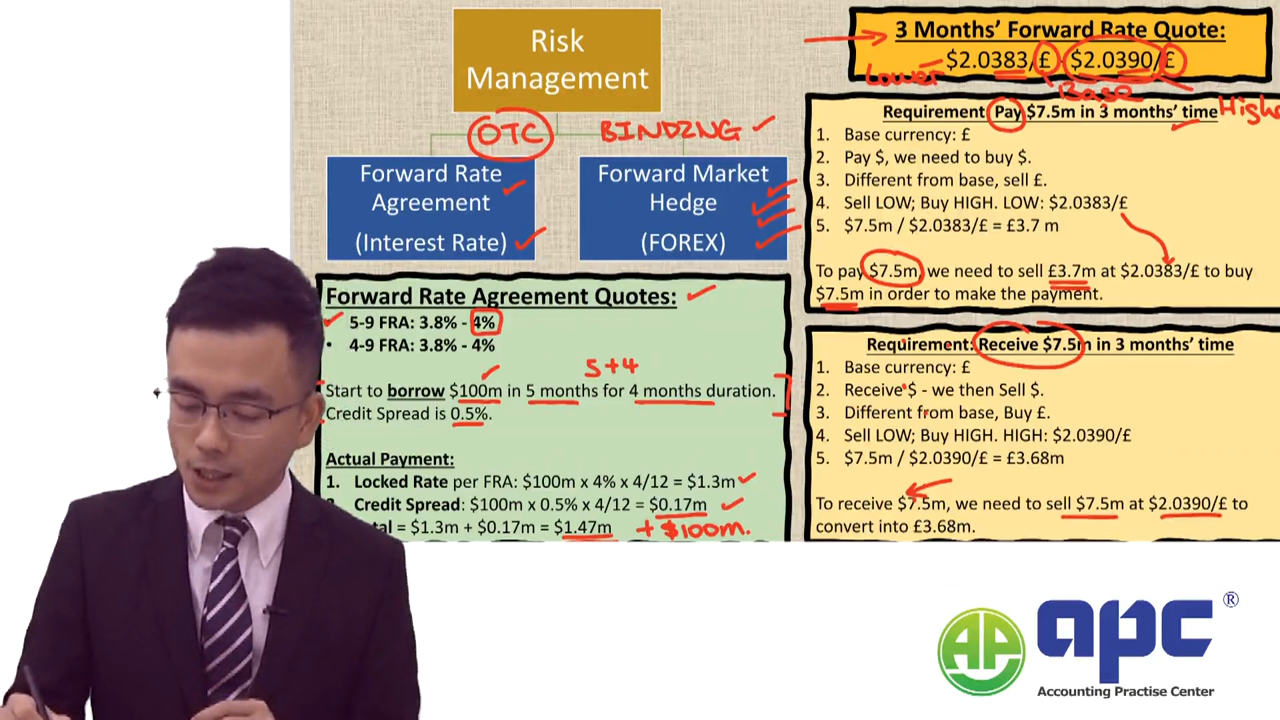 Risk
Management
OTC
BINDING
Forward Rate
Agreement
(Interest Rate)
Forward Market
Hedge
(FOREX)
Forward Rate Agreement Quotes:
5-9 FRA: 3.8% - 4%
• 4-9 FRA: 3.8% - 4%
5+4
Start to borrow $100m in 5 months for 4 months duration.
Credit Spread is 0.5%.
Actual Payment:
1. Locked Rate per FRA: $100m x 4% x 4/12 = $1.3m
Credit Spread: $100m x 0.5% x 4/12 = $0.17m
= $1.3m + $0.17m = $1.47m
+ $100m.
3 Months' Forward Rate Quote:
$2.0383/£ $2.0390/£
Lower
Base
Requirement Pay $7.5m in 3 months' time
1. Base currency: £
2. Pay $, we need to buy $.
3. Different from base, sell £.
4. Sell LOW; Buy HIGH. LOW: $2.0383/£
5. $7.5m / $2.0383/£ = £3.7 m
To pay $7.5m, we need to sell £3.7m at $2.0383/£ to buy
$7.5m in order to make the payment.
Requirement: Receive $7.5m in 3 months' time
1. Base currency: £
2. Receive $ - we then Sell $.
3. Different from base, Buy £.
4. Sell LOW; Buy HIGH. HIGH: $2.0390/£
5. $7.5m / $2.0390/£ = £3.68m
To receive $7.5m, we need to sell $7.5m at $2.0390/£ to
convert into £3.68m.
AP
apc ®
Accounting Practise Center